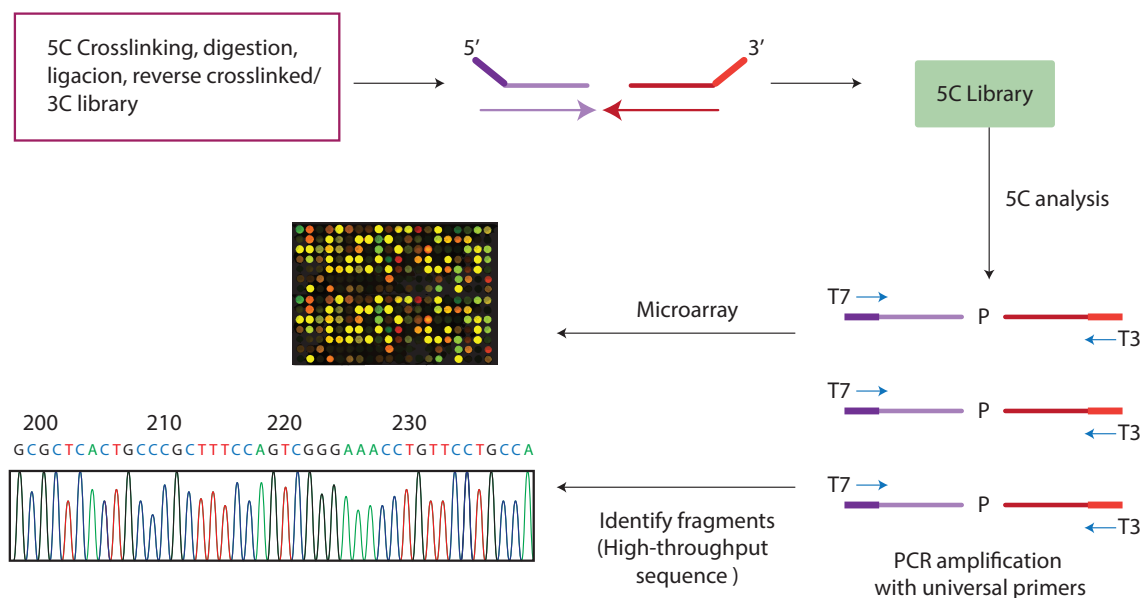 5C Crosslinking, digestion,
ligacion, reverse crosslinked/
3C library
5’
3’
5C Library
5C analysis
T7
P
T3
T7
P
T3
T7
P
T3
PCR amplification
with universal primers
Microarray
Identify fragments
(High-throughput
sequence )
200 210 220 230
GCGCTCACTGCCCGCTTTCCAGTCGGGAAACCTGTTCCTGCCA